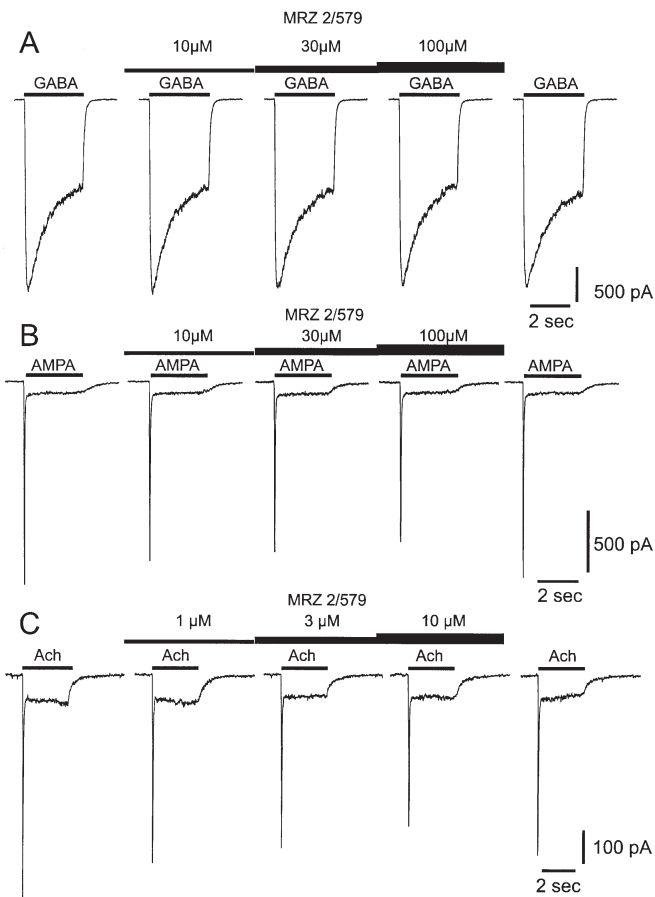 A
MRZ 2/579
10µM 30µM 100µM
GABA GABA GABA GABA GABA
500 pA
2 sec
B
MRZ 2/579
10µM 30µM 100µM
AMPA AMPA AMPA AMPA AMPA
500 pA
2 sec
C
MRZ 2/579
1 µM 3 µM 10 µM
Ach Ach Ach Ach Ach
100 pA
2 sec